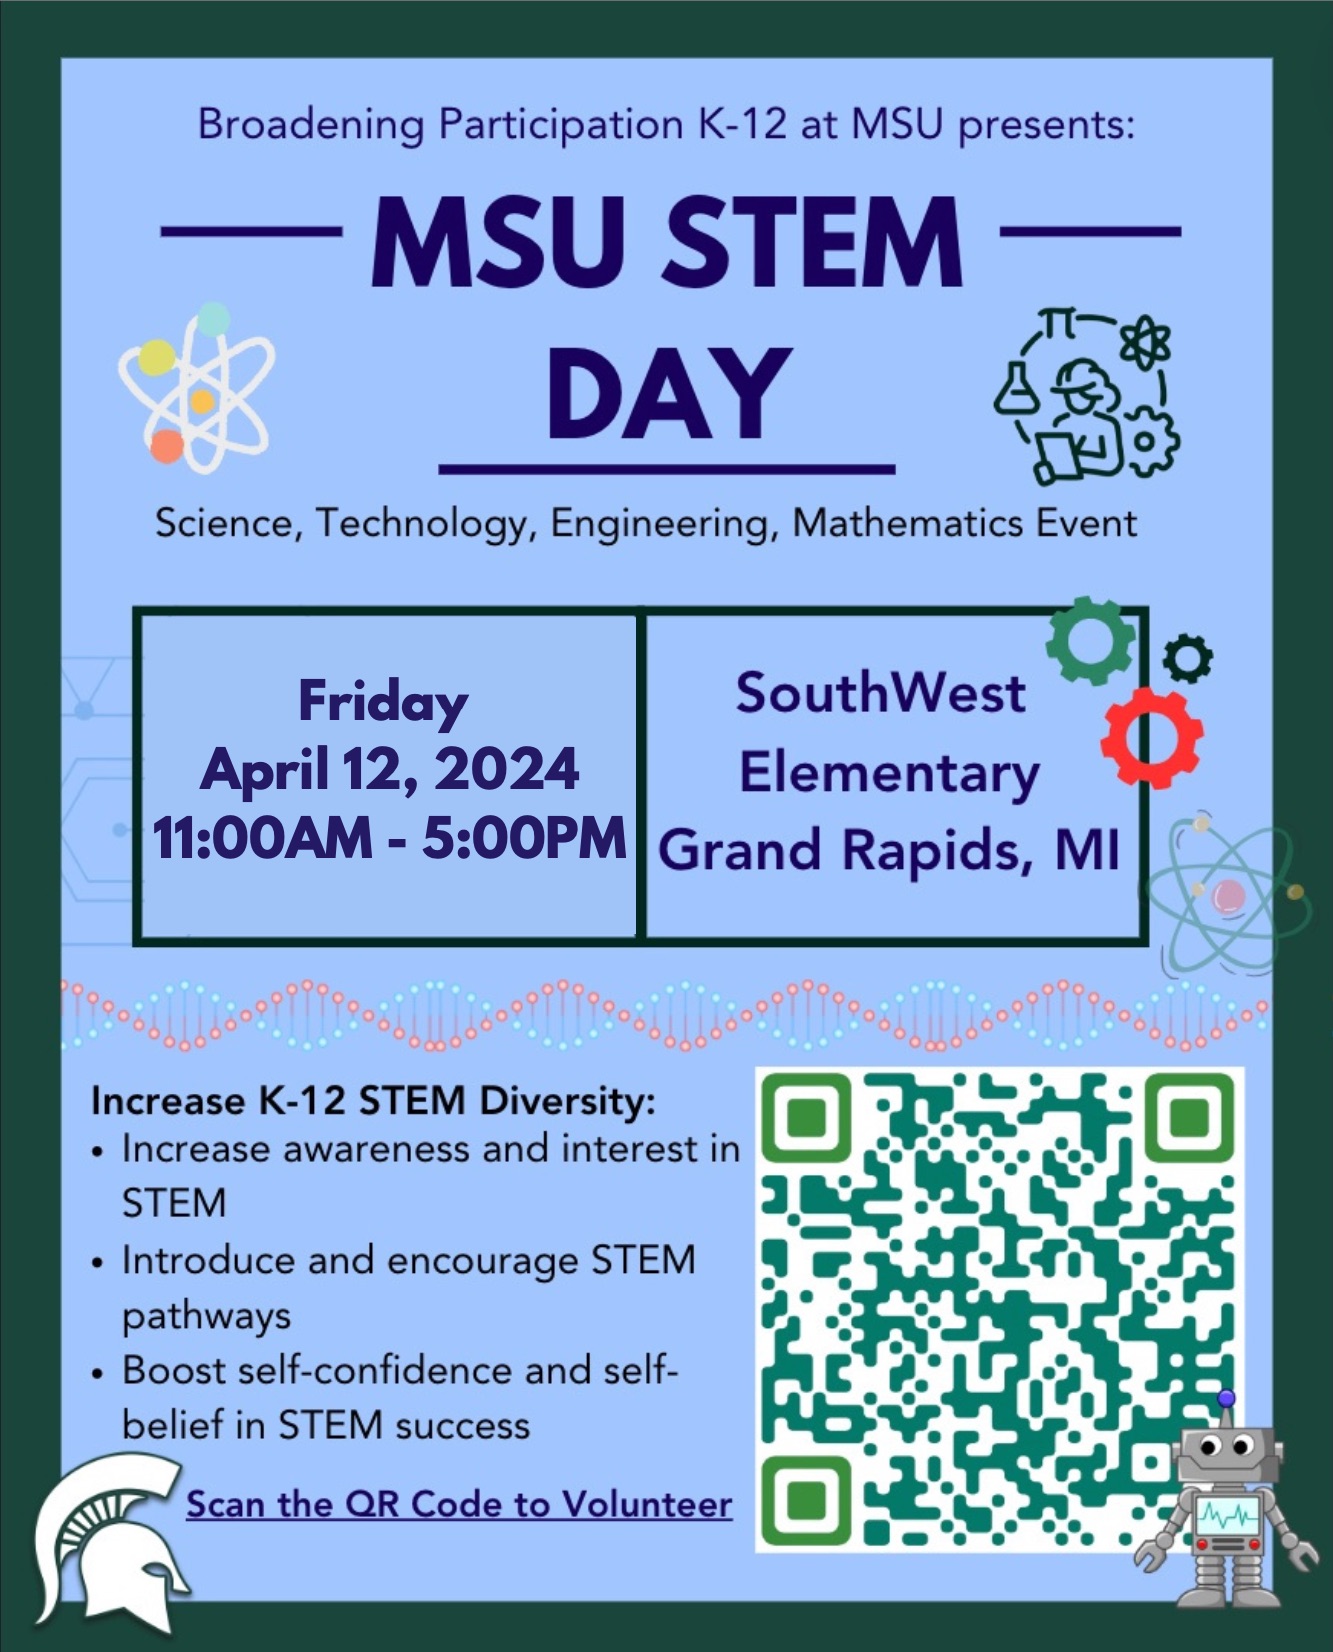 Broadening Participation K-12 at MSU presents:
MSU STEM
DAY
Science, Technology, Engineering, Mathematics Event
Friday
April 12, 2024
11:00AM - 5:00PM
SouthWest
Elementary
Grand Rapids, MI
Increase K-12 STEM Diversity:
• Increase awareness and interest in
STEM
• Introduce and encourage STEM
pathways
• Boost self-confidence and self-
belief in STEM success
Scan the QR Code to Volunteer